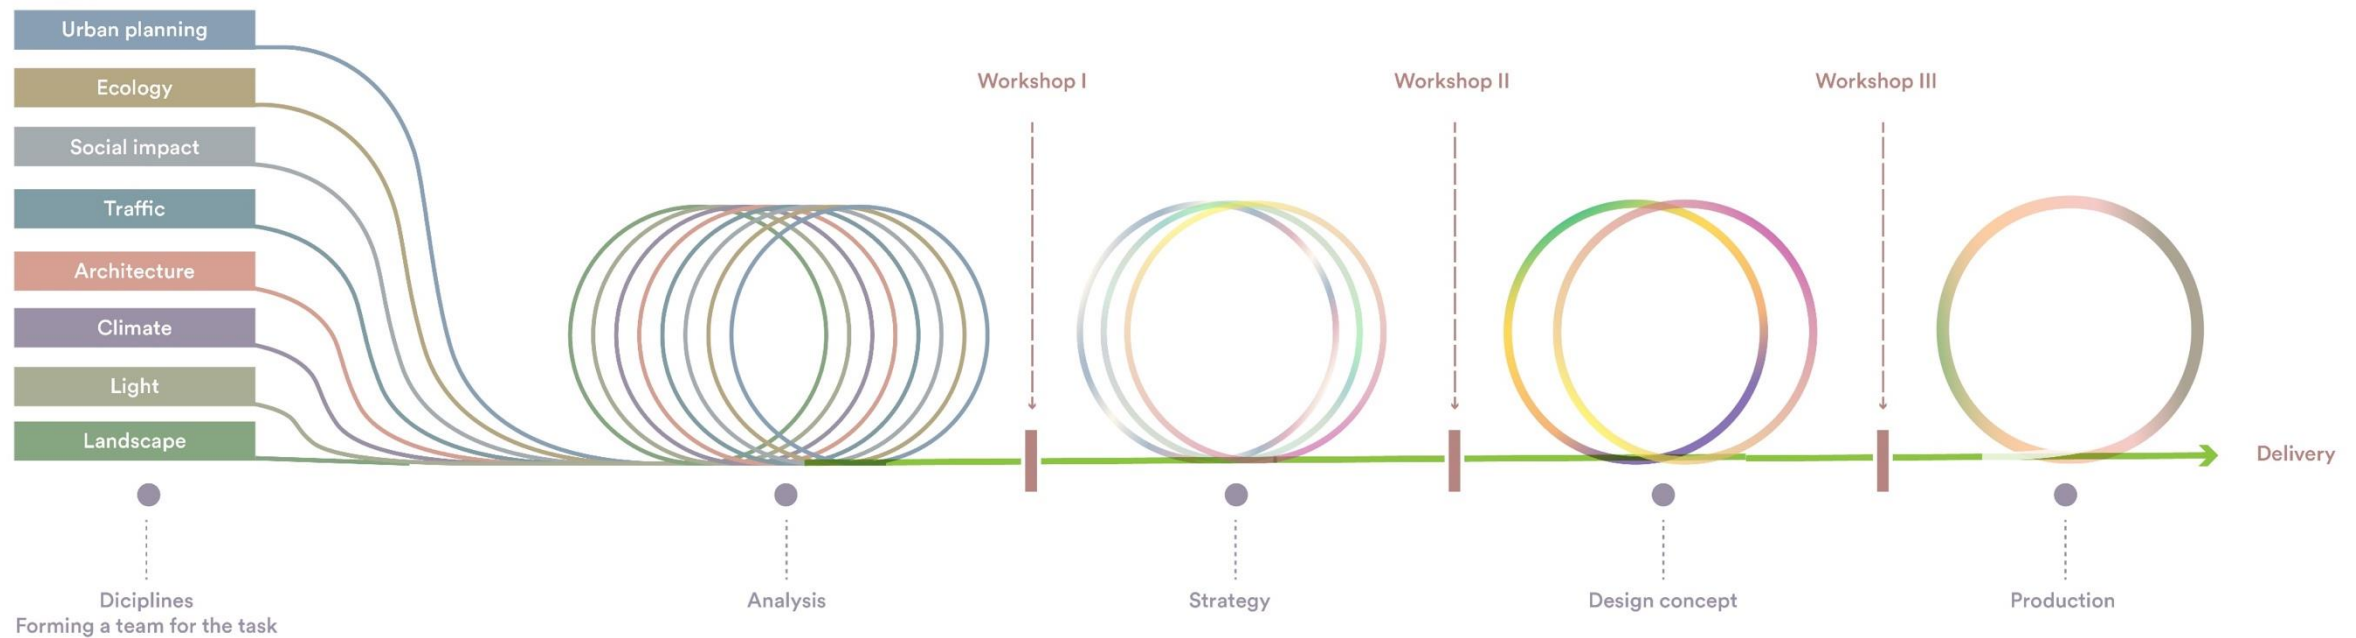 Urban planning
Ecology
Social impact
Traffic
Architecture
Climate
Light
Landscape
Workshop I
Workshop II
Workshop III
Delivery
Diciplines
Forming a team for the task
Analysis
Strategy
Design concept
Production